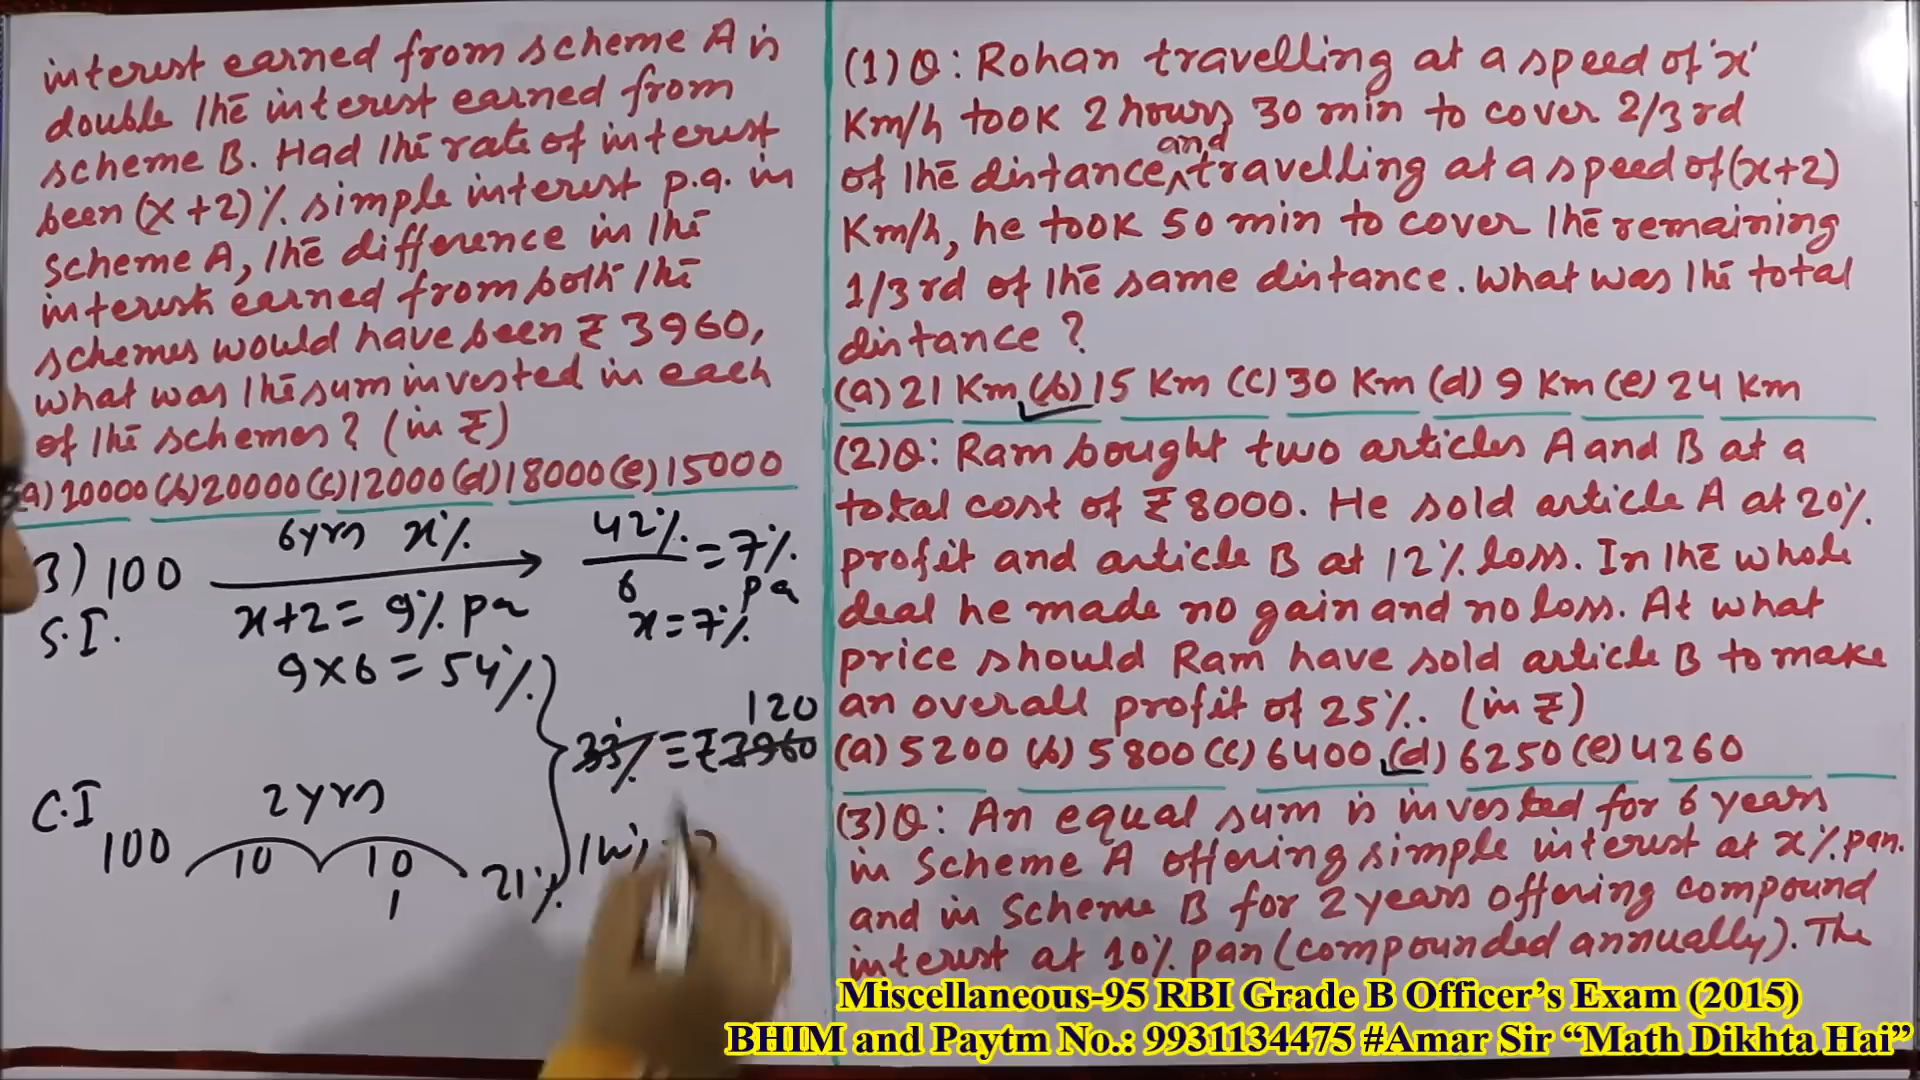 interest earned from scheme A is
double the interest earned from
scheme B. Had the rate of interest
been (x+2)% simple interest p.a. in
scheme A, the difference in the
interest earned from both the
schemes would have been ₹ 3960,
what was the sum invested in each
of the schemes? (in ₹)
a) 10000 (b) 20000 (c) 12000 (d) 18000 (e) 15000
3) 100 6yrs x% 42%/6 = 7% pa
S.I. x+2 = 9% pa x = 7%
9×6 = 54%
120
33% = ₹3960
C.I 2yrs
100 10 10 21%
1
(1) Q: Rohan travelling at a speed of 'x'
Km/h took 2 hours 30 min to cover 2/3rd
and
of the distance^travelling at a speed of (x+2)
Km/h, he took 50 min to cover the remaining
1/3rd of the same distance. What was the total
distance?
(a) 21 Km (b) 15 Km (c) 30 Km (d) 9 Km (e) 24 Km
(2) Q: Ram bought two articles A and B at a
total cost of ₹8000. He sold article A at 20%
profit and article B at 12% loss. In the whole
deal he made no gain and no loss. At what
price should Ram have sold article B to make
an overall profit of 25%. (in ₹)
(a) 5200 (b) 5800 (c) 6400 (d) 6250 (e) 4260
(3) Q: An equal sum is invested for 6 years
in Scheme A offering simple interest at x% pan.
and in Scheme B for 2 years offering compound
interest at 10% pan (compounded annually). The
Miscellaneous-95 RBI Grade B Officer's Exam (2015)
BHIM and Paytm No.: 9931134475 #Amar Sir “Math Dikhta Hai”